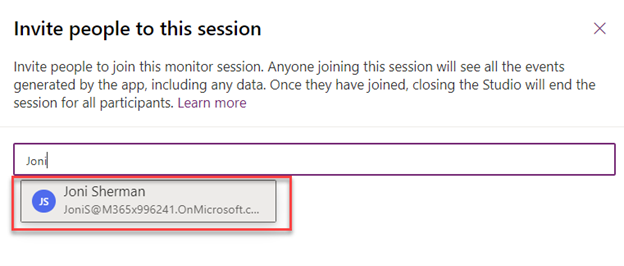 Invite people to this session
Invite people to join this monitor session. Anyone joining this session will see all the events
generated by the app, including any data. Once they have joined, closing the Studio will end the
session for all participants. Learn more
Joni
JS
Joni Sherman
JoniS@M365x996241.OnMicrosoft.c...